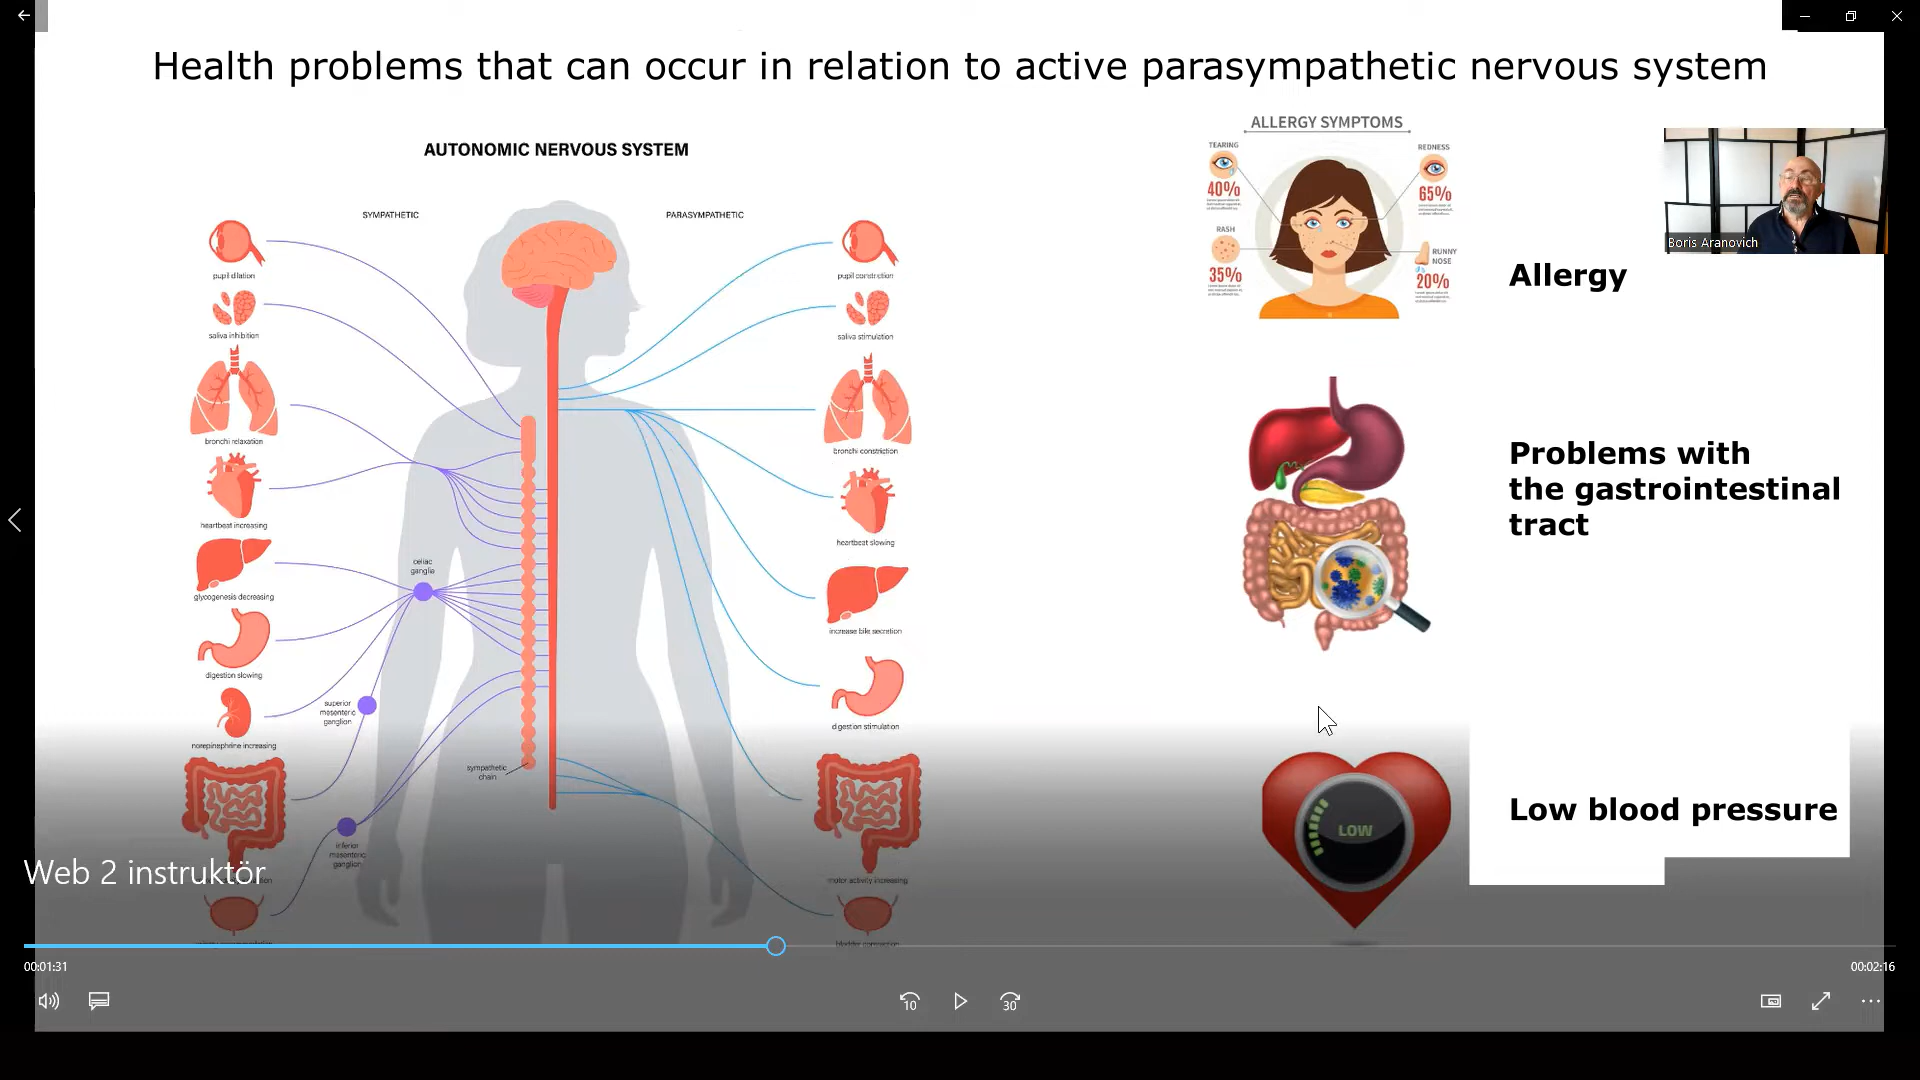 Health problems that can occur in relation to active parasympathetic nervous system
AUTONOMIC NERVOUS SYSTEM
SYMPATHETIC
PARASYMPATHETIC
pupil dilation
saliva inhibition
bronchi relaxation
heartbeat increasing
glycogenesis decreasing
digestion slowing
norepinephrine increasing
celiac
ganglia
superior
mesenteric
ganglion
inferior
mesenteric
ganglion
sympathetic
chain
pupil constriction
saliva stimulation
bronchi constriction
heartbeat slowing
increase bile secretion
digestion stimulation
motor activity increasing
bladder contraction
ALLERGY SYMPTOMS
TEARING
40%
REDNESS
65%
RASH
35%
RUNNY
NOSE
20%
Boris Aranovich
Allergy
Problems with
the gastrointestinal
tract
LOW
Low blood pressure
Web 2 instruktör
00:01:31
00:02:16
10
30